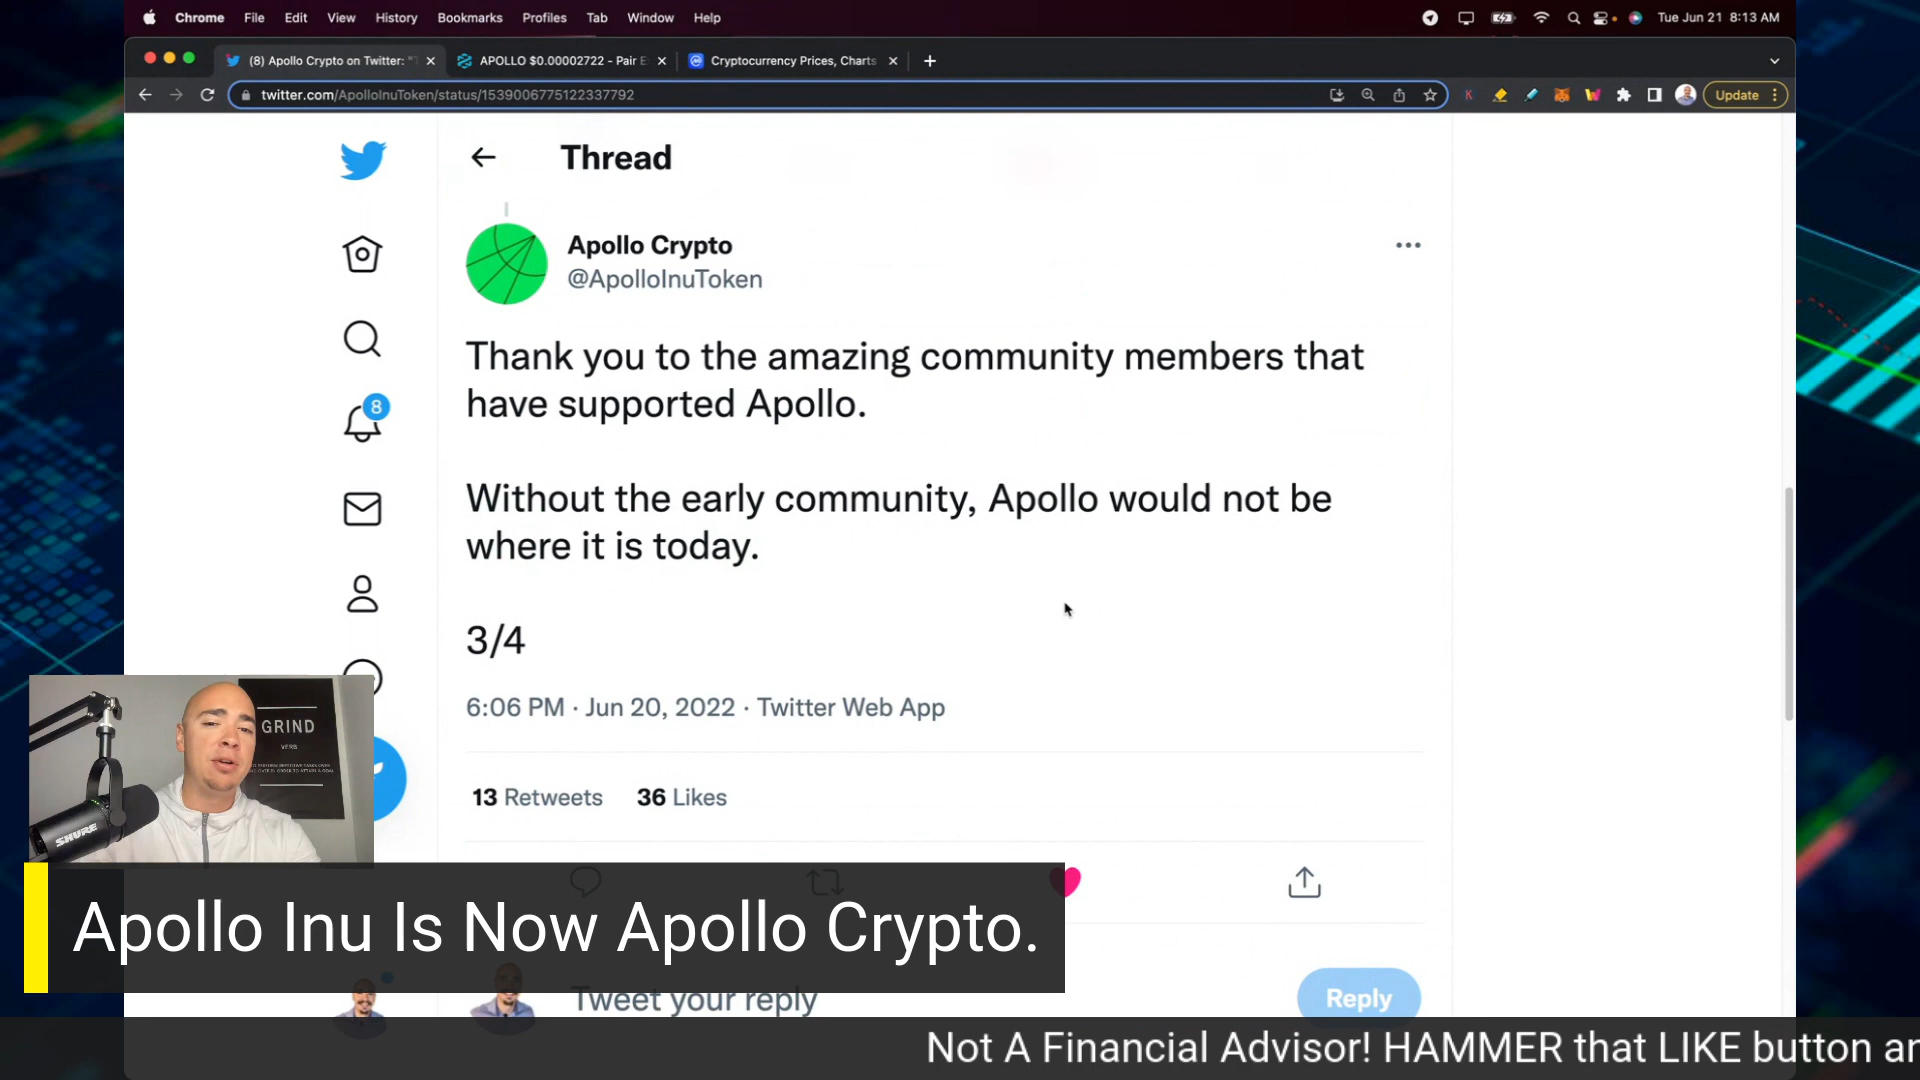 Chrome File Edit View History Bookmarks Profiles Tab Window Help Tue Jun 21 8:13 AM
(8) Apollo Crypto on Twitter: "T APOLLO $0.00002722 - Pair E Cryptocurrency Prices, Charts
twitter.com/ApolloInuToken/status/1539006775122337792 Update
Thread
Apollo Crypto
@ApolloInuToken
Thank you to the amazing community members that
have supported Apollo.
Without the early community, Apollo would not be
where it is today.
8
3/4
6:06 PM · Jun 20, 2022 · Twitter Web App
GRIND
VERB
SHURE
13 Retweets 36 Likes
Apollo Inu Is Now Apollo Crypto.
Tweet your reply
Reply
Not A Financial Advisor! HAMMER that LIKE button an